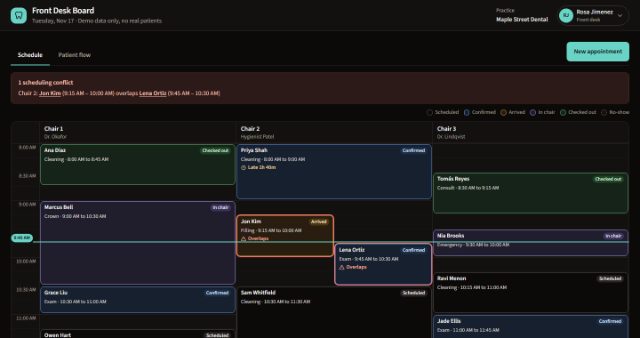 Front Desk Board
Tuesday, Nov 17 · Demo data only, no real patients
Practice
Maple Street Dental
RJ
Rosa Jimenez
Front desk
Schedule
Patient flow
New appointment
1 scheduling conflict
Chair 2: Jon Kim (9:15 AM – 10:00 AM) overlaps Lena Ortiz (9:45 AM – 10:30 AM)
Scheduled
Confirmed
Arrived
In chair
Checked out
No-show
Chair 1
Dr. Okafor
Chair 2
Hygienist Patel
Chair 3
Dr. Lindqvist
8:00 AM
8:30 AM
9:00 AM
10:00 AM
10:30 AM
11:00 AM
Ana Diaz
Checked out
Cleaning · 8:00 AM to 8:45 AM
Marcus Bell
In chair
Crown · 9:00 AM to 10:30 AM
Grace Liu
Confirmed
Exam · 10:30 AM to 11:00 AM
Owen Hart
Scheduled
Priya Shah
Confirmed
Cleaning · 8:00 AM to 9:00 AM
Jon Kim
Arrived
Filling · 9:15 AM to 10:00 AM
Overlaps
Lena Ortiz
Confirmed
Exam · 9:45 AM to 10:30 AM
Overlaps
Sam Whitfield
Scheduled
Cleaning · 10:30 AM to 11:30 AM
Tomás Reyes
Checked out
Consult · 8:30 AM to 9:15 AM
Nia Brooks
In chair
Emergency · 9:30 AM to 10:00 AM
Ravi Menon
Scheduled
Cleaning · 10:15 AM to 11:00 AM
Jade Ellis
Confirmed
Exam · 11:00 AM to 11:45 AM